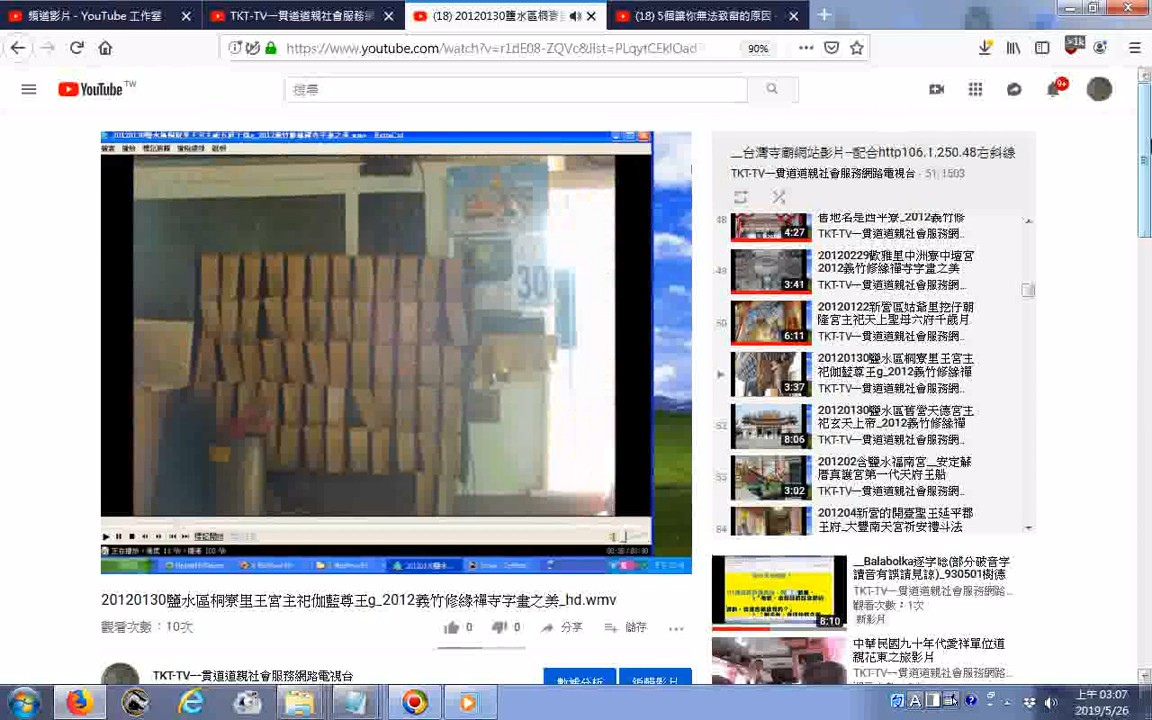 頻道影片 - YouTube 工作室
TKT-TV一貫道道親社會服務網
(18) 20120130鹽水區桐寮
(18) 5個讓你無法致富的原因
https://www.youtube.com/watch?v=r1dE08-ZQVc&list=PLqytCEklOad
90%
YouTube TW
搜尋
9+
30
20120130鹽水區桐寮里王宮主祀伽藍尊王g_2012義竹修緣禪寺字畫之美_hd.wmv
觀看次數：10次
0
0
分享
儲存
TKT-TV一貫道道親社會服務網路電視台
數據分析
編輯影片
__台灣寺廟網站影片--配合http106.1.250.48右斜線
TKT-TV一貫道道親社會服務網路電視台 - 51/1503
48
舊地名是西平寮_2012義竹修
TKT-TV一貫道道親社會服務網...
4:27
49
20120229歡雅里中洲寮中壇宮
2012義竹修緣禪寺字畫之美
TKT-TV一貫道道親社會服務網...
3:41
50
20120122新營區姑爺里挖仔朝
隆宮主祀天上聖母六府千歲月
TKT-TV一貫道道親社會服務網...
6:11
20120130鹽水區桐寮里王宮主
祀伽藍尊王g_2012義竹修緣禪
TKT-TV一貫道道親社會服務網...
3:37
52
20120130鹽水區舊營天德宮主
祀玄天上帝_2012義竹修緣禪
TKT-TV一貫道道親社會服務網...
8:06
53
201202含鹽水福南宮__安定蘇
厝真護宮第一代天府王船
TKT-TV一貫道道親社會服務網...
3:02
54
201204新營的開臺聖王延平郡
王府_大豐南天宮祈安禮斗法
__Balabolka逐字唸(部分破音字
讀音有誤請見諒)_930501樹德
TKT-TV一貫道道親社會服務網路...
觀看次數：1次
新影片
8:10
中華民國九十年代愛祥單位道
親花東之旅影片
TKT-TV一貫道道親社會服務網路...
上午 03:07
2019/5/26